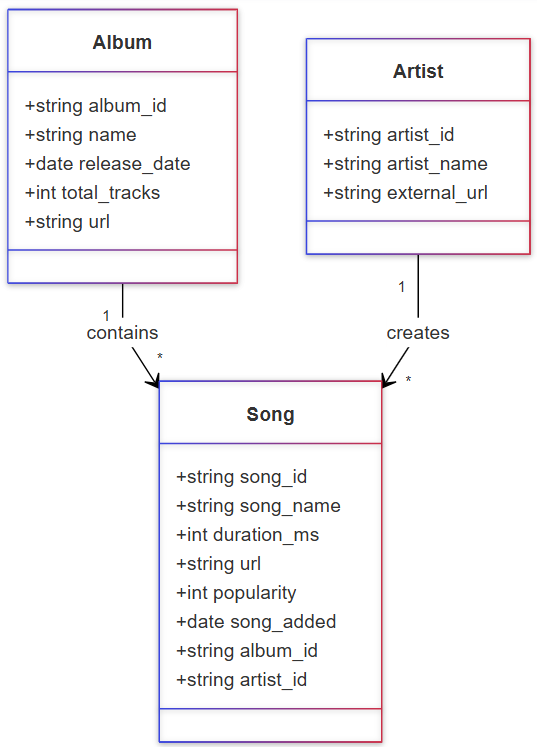 Album
+string album_id
+string name
+date release_date
+int total_tracks
+string url
Artist
+string artist_id
+string artist_name
+string external_url
1
contains
*
1
creates
*
Song
+string song_id
+string song_name
+int duration_ms
+string url
+int popularity
+date song_added
+string album_id
+string artist_id